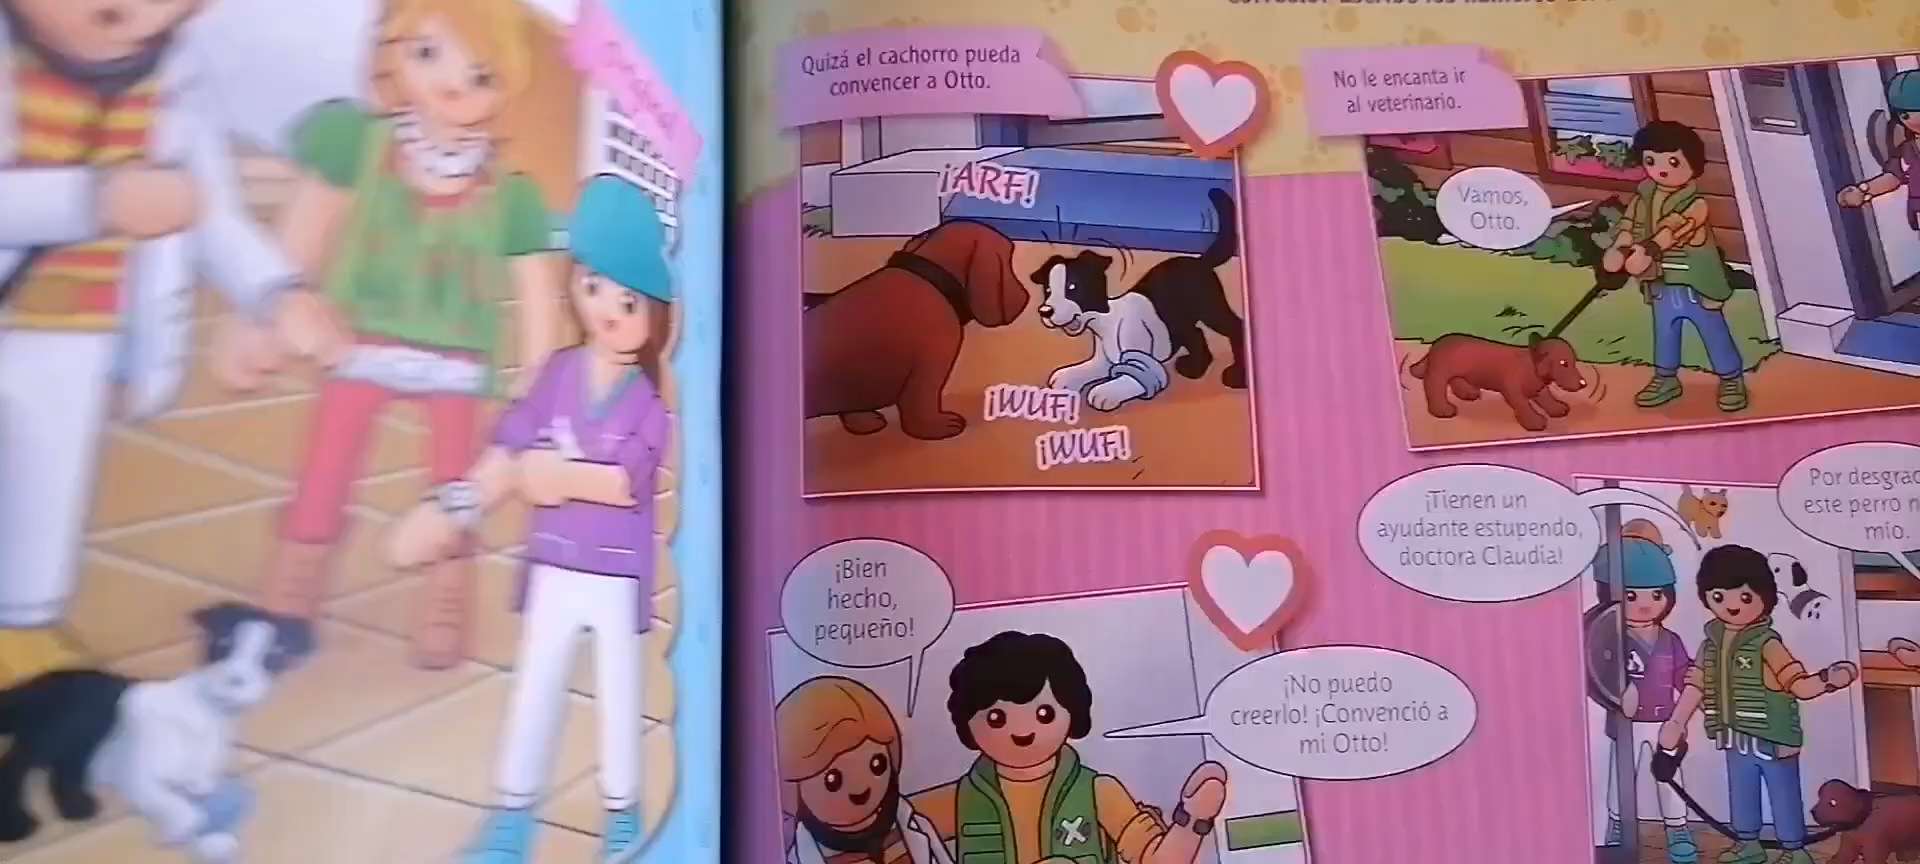 Quizá el cachorro pueda
convencer a Otto.
¡ARF!
¡WUF!
¡WUF!
No le encanta ir
al veterinario.
Vamos,
Otto.
¡Bien
hecho,
pequeño!
¡No puedo
creerlo! ¡Convenció a
mi Otto!
¡Tienen un
ayudante estupendo,
doctora Claudia!
Por
este perro
mío.